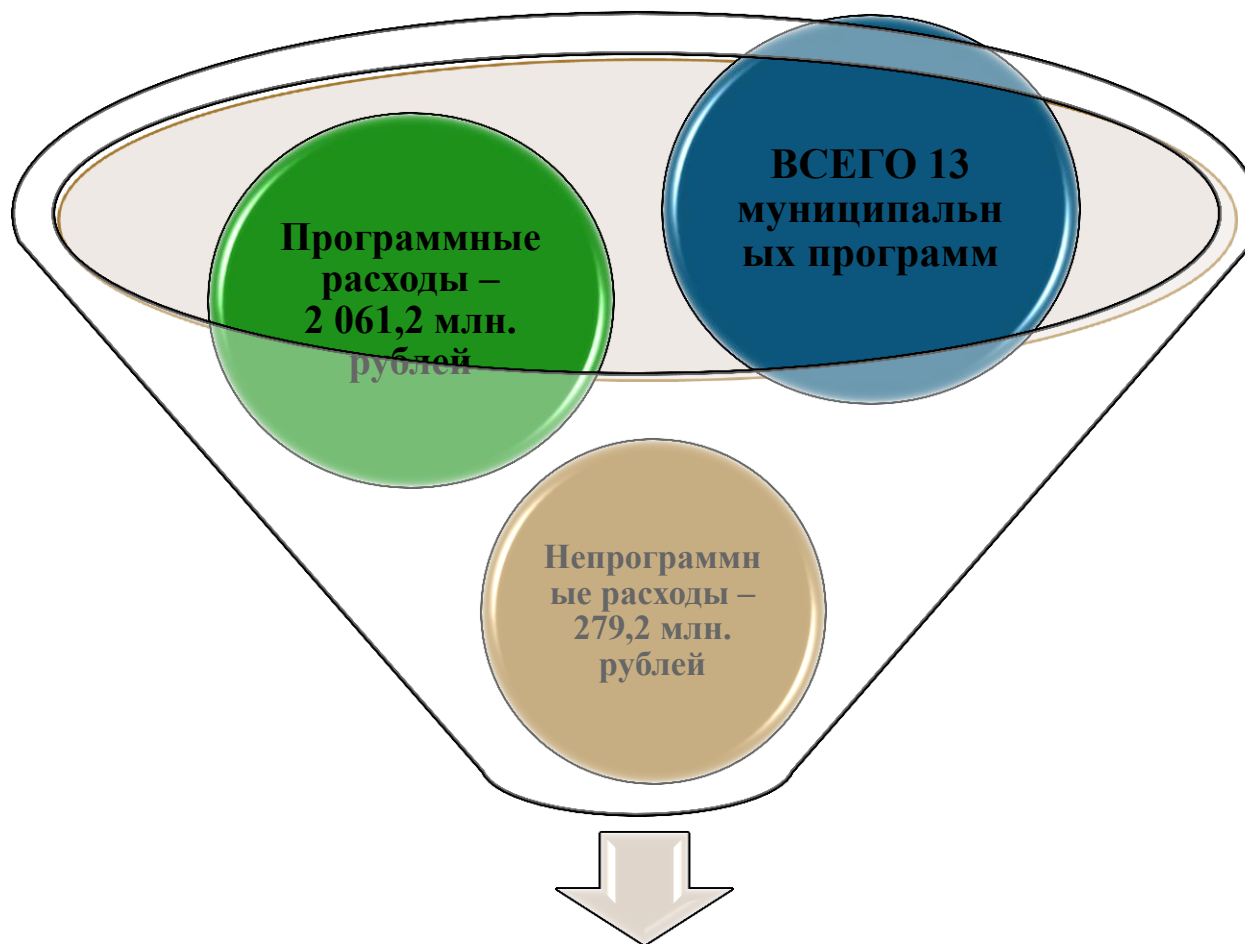 Программные
расходы –
2 061,2 млн.
рублей
ВСЕГО 13
муниципальн
ых программ
Непрограммн
ые расходы –
279,2 млн.
рублей